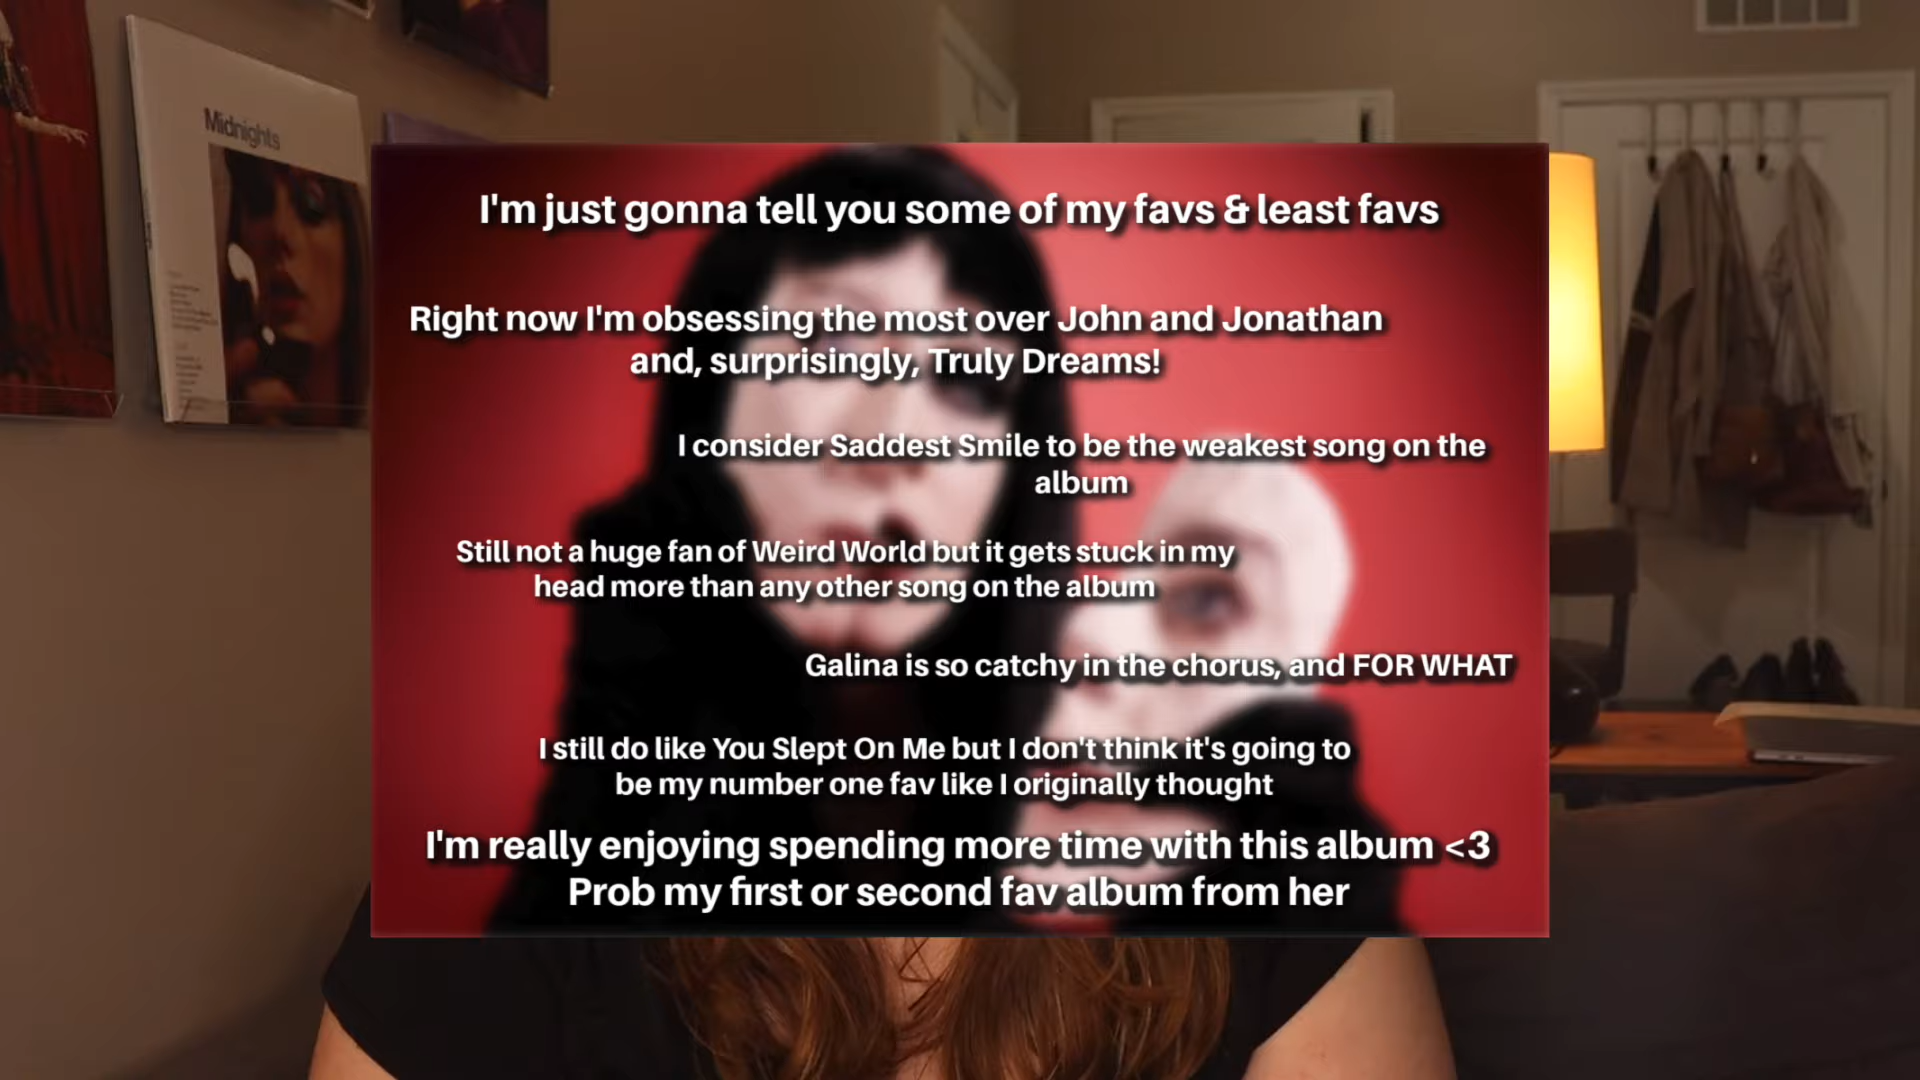 Midnights
I'm just gonna tell you some of my favs & least favs
Right now I'm obsessing the most over John and Jonathan
and, surprisingly, Truly Dreams!
I consider Saddest Smile to be the weakest song on the
album
Still not a huge fan of Weird World but it gets stuck in my
head more than any other song on the album
Galina is so catchy in the chorus, and FOR WHAT
I still do like You Slept On Me but I don't think it's going to
be my number one fav like I originally thought
I'm really enjoying spending more time with this album <3
Prob my first or second fav album from her